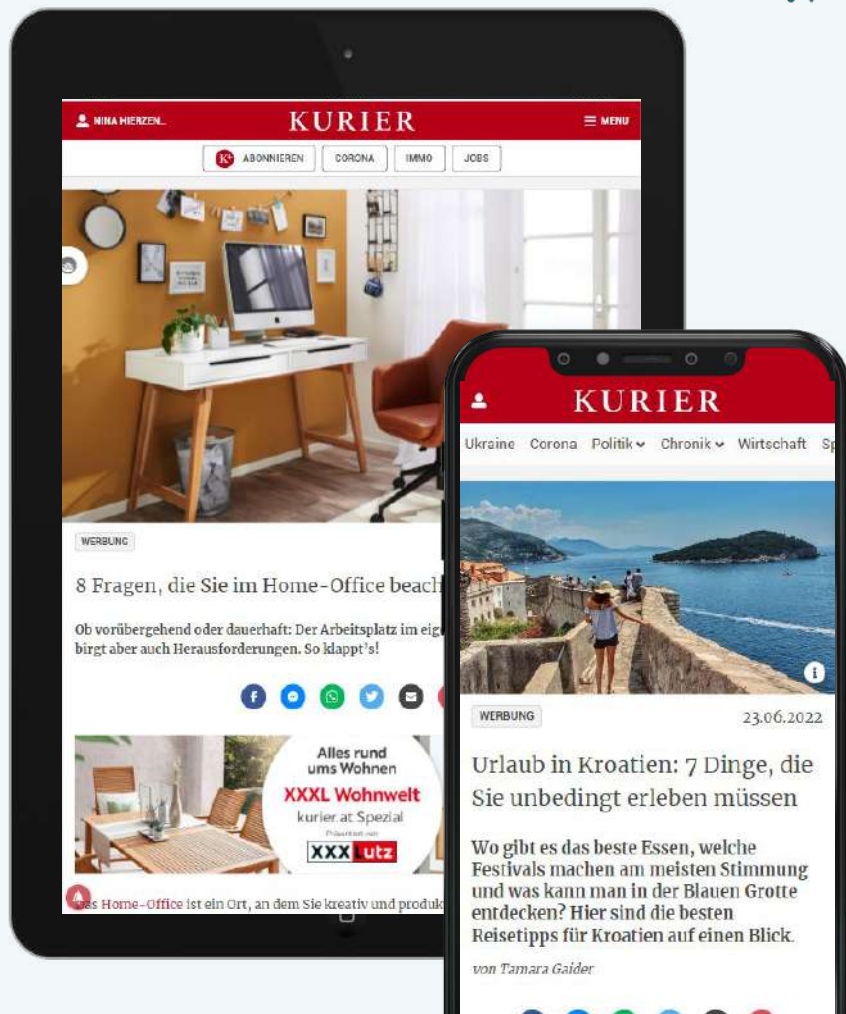 NINA HIERZEN...
KURIER
MENU
K+ ABONNIEREN
CORONA
IMMO
JOBS
WERBUNG
8 Fragen, die Sie im Home-Office beach
Ob vorübergehend oder dauerhaft: Der Arbeitsplatz im eig
birgt aber auch Herausforderungen. So klappt's!
Alles rund
ums Wohnen
XXXL Wohnwelt
kurier.at Spezial
Präsentiert von
XXXLutz
Das Home-Office ist ein Ort, an dem Sie kreativ und produk
KURIER
Ukraine Corona Politik Chronik Wirtschaft Sp
WERBUNG
23.06.2022
Urlaub in Kroatien: 7 Dinge, die
Sie unbedingt erleben müssen
Wo gibt es das beste Essen, welche
Festivals machen am meisten Stimmung
und was kann man in der Blauen Grotte
entdecken? Hier sind die besten
Reisetipps für Kroatien auf einen Blick.
von Tamara Gaider